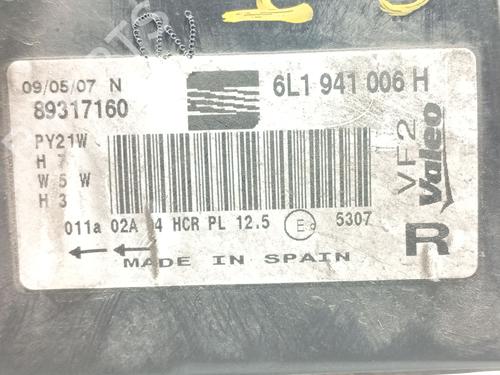 09/05/07 N
89317160
6L1 941 006 H
PY21W
H 7
W 5 W
H 3
VF2
Valeo
011a 02A 4 HCR PL 12.5 E 5307
R
MADE IN SPAIN